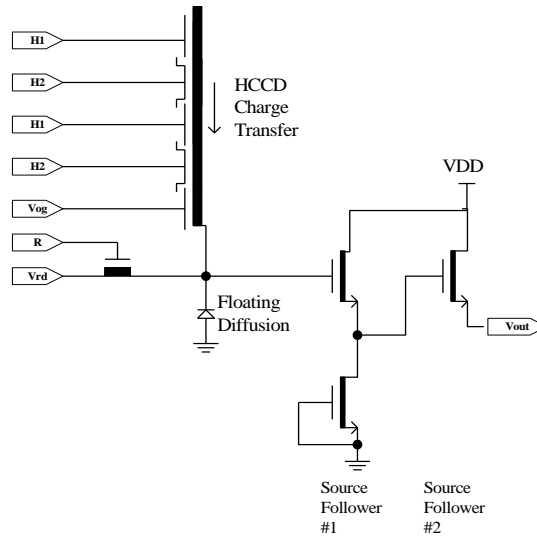 H1
H2
H1
H2
Vog
R
Vrd
HCCD
Charge
Transfer
VDD
Floating
Diffusion
Vout
Source
Follower
#1
Source
Follower
#2